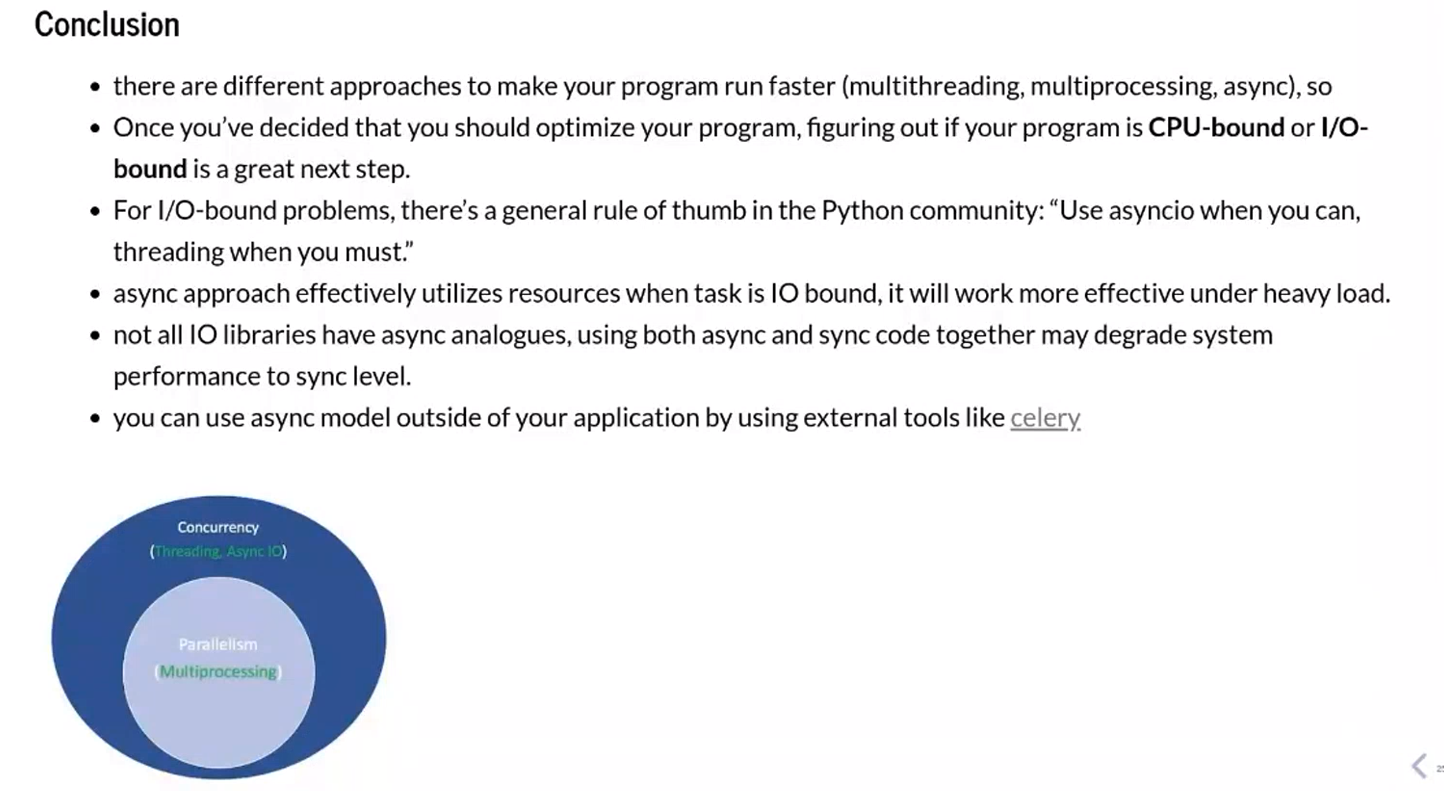 Conclusion
• there are different approaches to make your program run faster (multithreading, multiprocessing, async), so
• Once you’ve decided that you should optimize your program, figuring out if your program is CPU-bound or I/O-
bound is a great next step.
• For I/O-bound problems, there’s a general rule of thumb in the Python community: “Use asyncio when you can,
threading when you must.”
• async approach effectively utilizes resources when task is IO bound, it will work more effective under heavy load.
• not all IO libraries have async analogues, using both async and sync code together may degrade system
performance to sync level.
• you can use async model outside of your application by using external tools like celery
Concurrency
(Threading, Async IO)
Parallelism
(Multiprocessing)